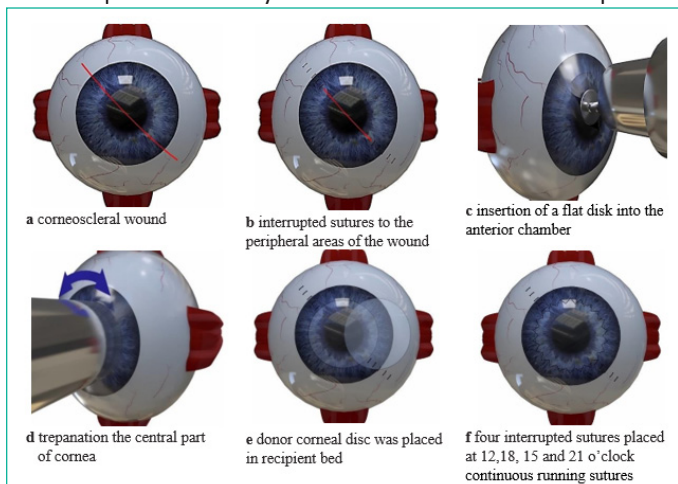 a corneoscleral wound
b interrupted sutures to the
peripheral areas of the wound
c insertion of a flat disk into the
anterior chamber
d trepanation the central part
of cornea
e donor corneal disc was placed
in recipient bed
f four interrupted sutures placed
at 12,18, 15 and 21 o'clock
continuous running sutures